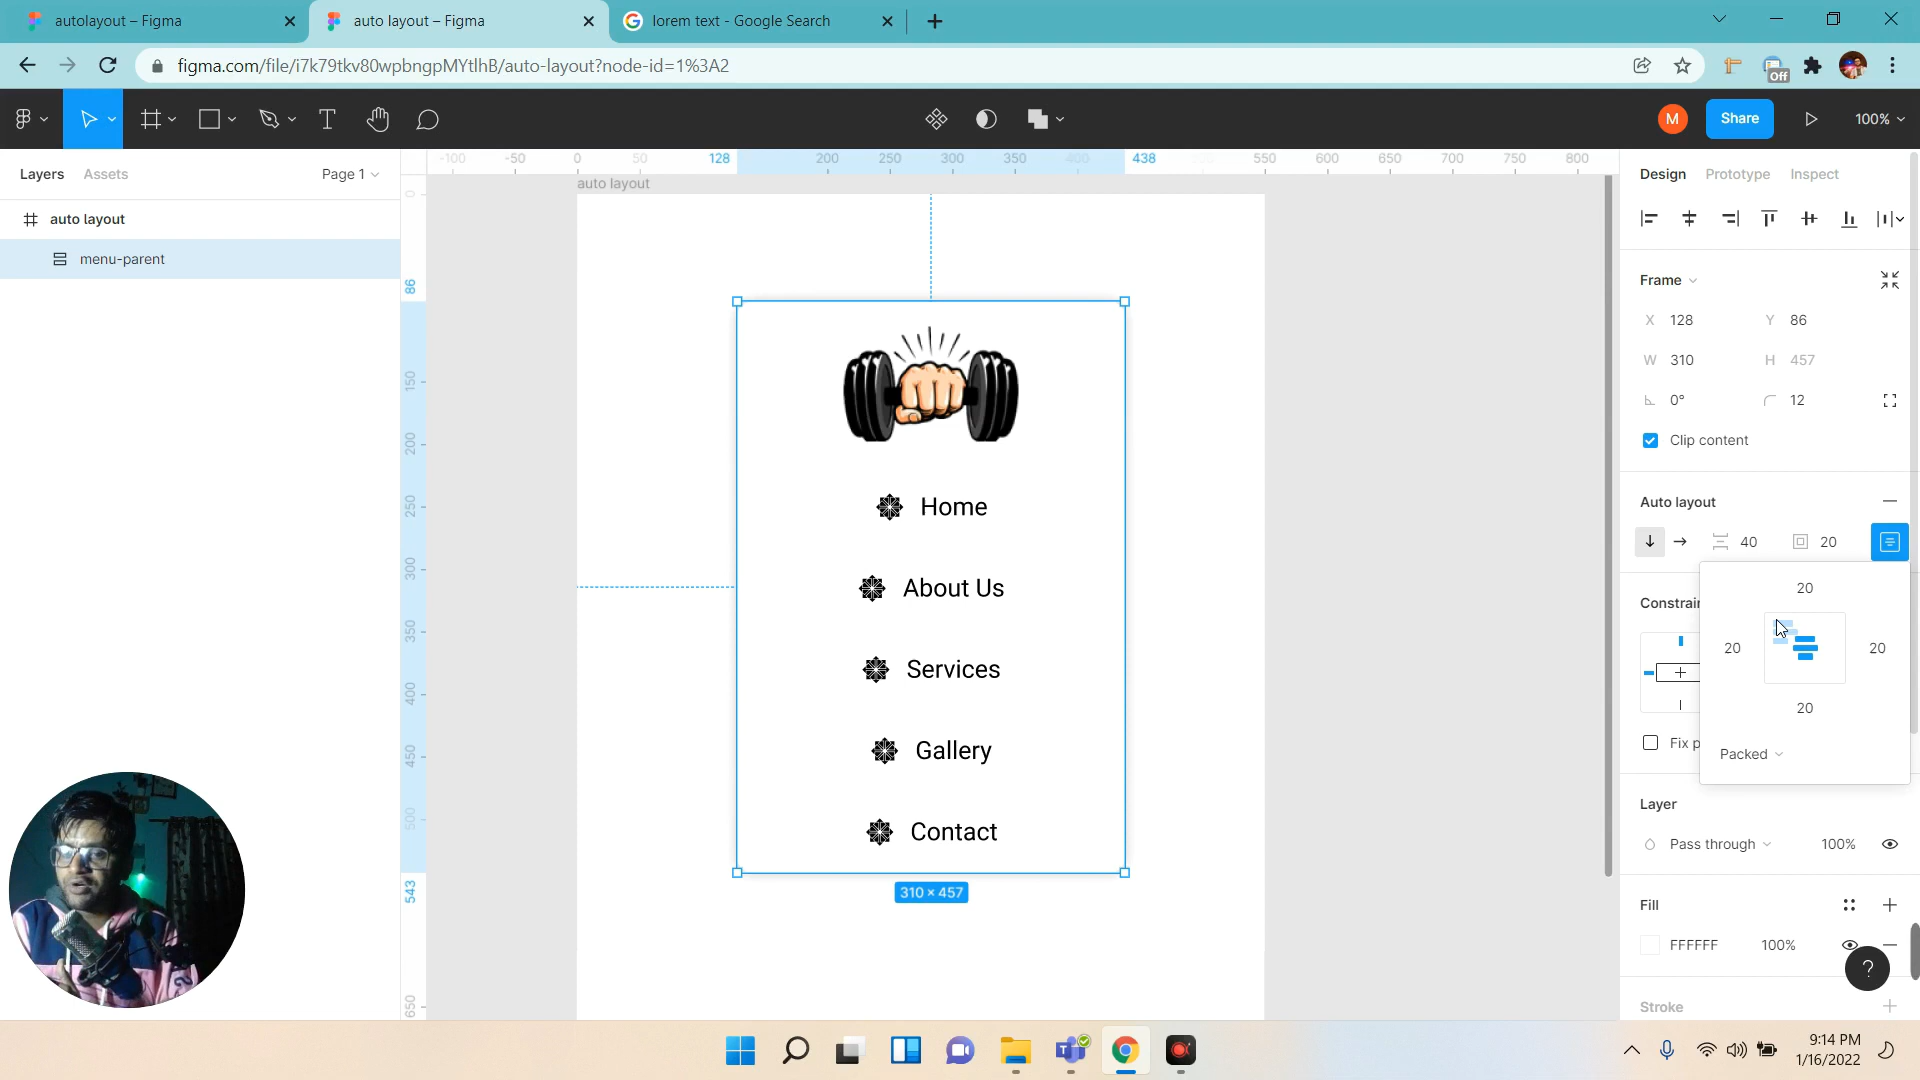 autolayout – Figma
auto layout – Figma
lorem text - Google Search
figma.com/file/i7k79tkv80wpbngpMYtlhB/auto-layout?node-id=1%3A2
Off
M
Share
100%
Layers
Assets
Page 1
-100 -50 0 50 128 200 250 300 350 400 438 550 600 650 700 750 800
Design
Prototype
Inspect
auto layout
auto layout
menu-parent
0
86
150
200
250
300
350
400
450
500
543
650
Home
About Us
Services
Gallery
Contact
310 × 457
Frame
X 128
Y 86
W 310
H 457
0°
12
Clip content
Auto layout
40
20
20
Constrai
20
20
20
Fix p
Packed
Layer
Pass through
100%
Fill
FFFFFF
100%
?
Stroke
9:14 PM
1/16/2022